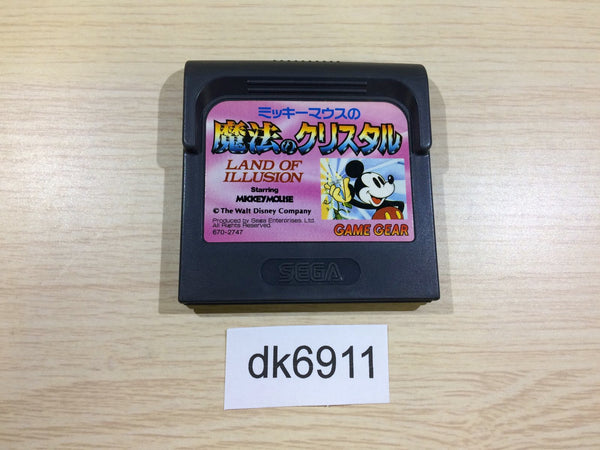 ミッキーマウスの
魔法のクリスタル
LAND OF
ILLUSION
Starring
MICKEY MOUSE
© The Walt Disney Company
Produced by Sega Enterprises, Ltd.
All Rights Reserved.
670-2747
GAME GEAR
SEGA
dk6911